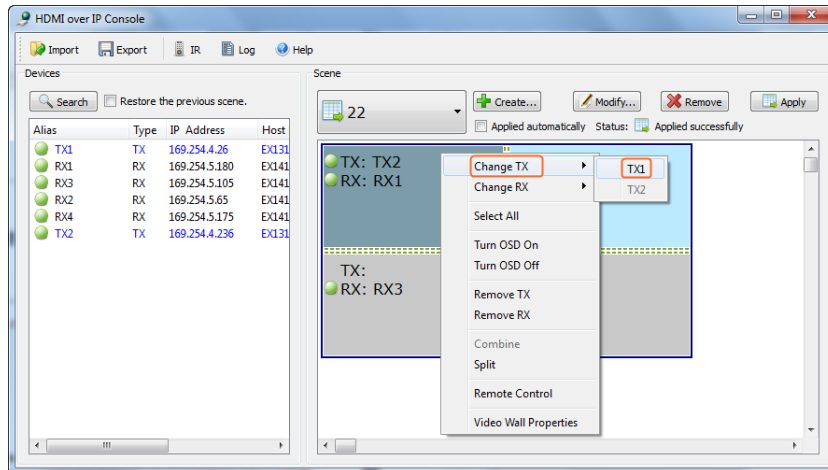 HDMI over IP Console
Import Export IR Log Help
Devices
Search Restore the previous scene.
Alias Type IP Address Host
TX1 TX 169.254.4.26 EX131
RX1 RX 169.254.5.180 EX141
RX3 RX 169.254.5.105 EX141
RX2 RX 169.254.5.65 EX141
RX4 RX 169.254.5.175 EX141
TX2 TX 169.254.4.236 EX131
Scene
22
Create... Modify... Remove Apply
Applied automatically Status: Applied successfully
TX: TX2
RX: RX1
TX:
RX: RX3
Change TX
Change RX
Select All
Turn OSD On
Turn OSD Off
Remove TX
Remove RX
Combine
Split
Remote Control
Video Wall Properties
TX1
TX2